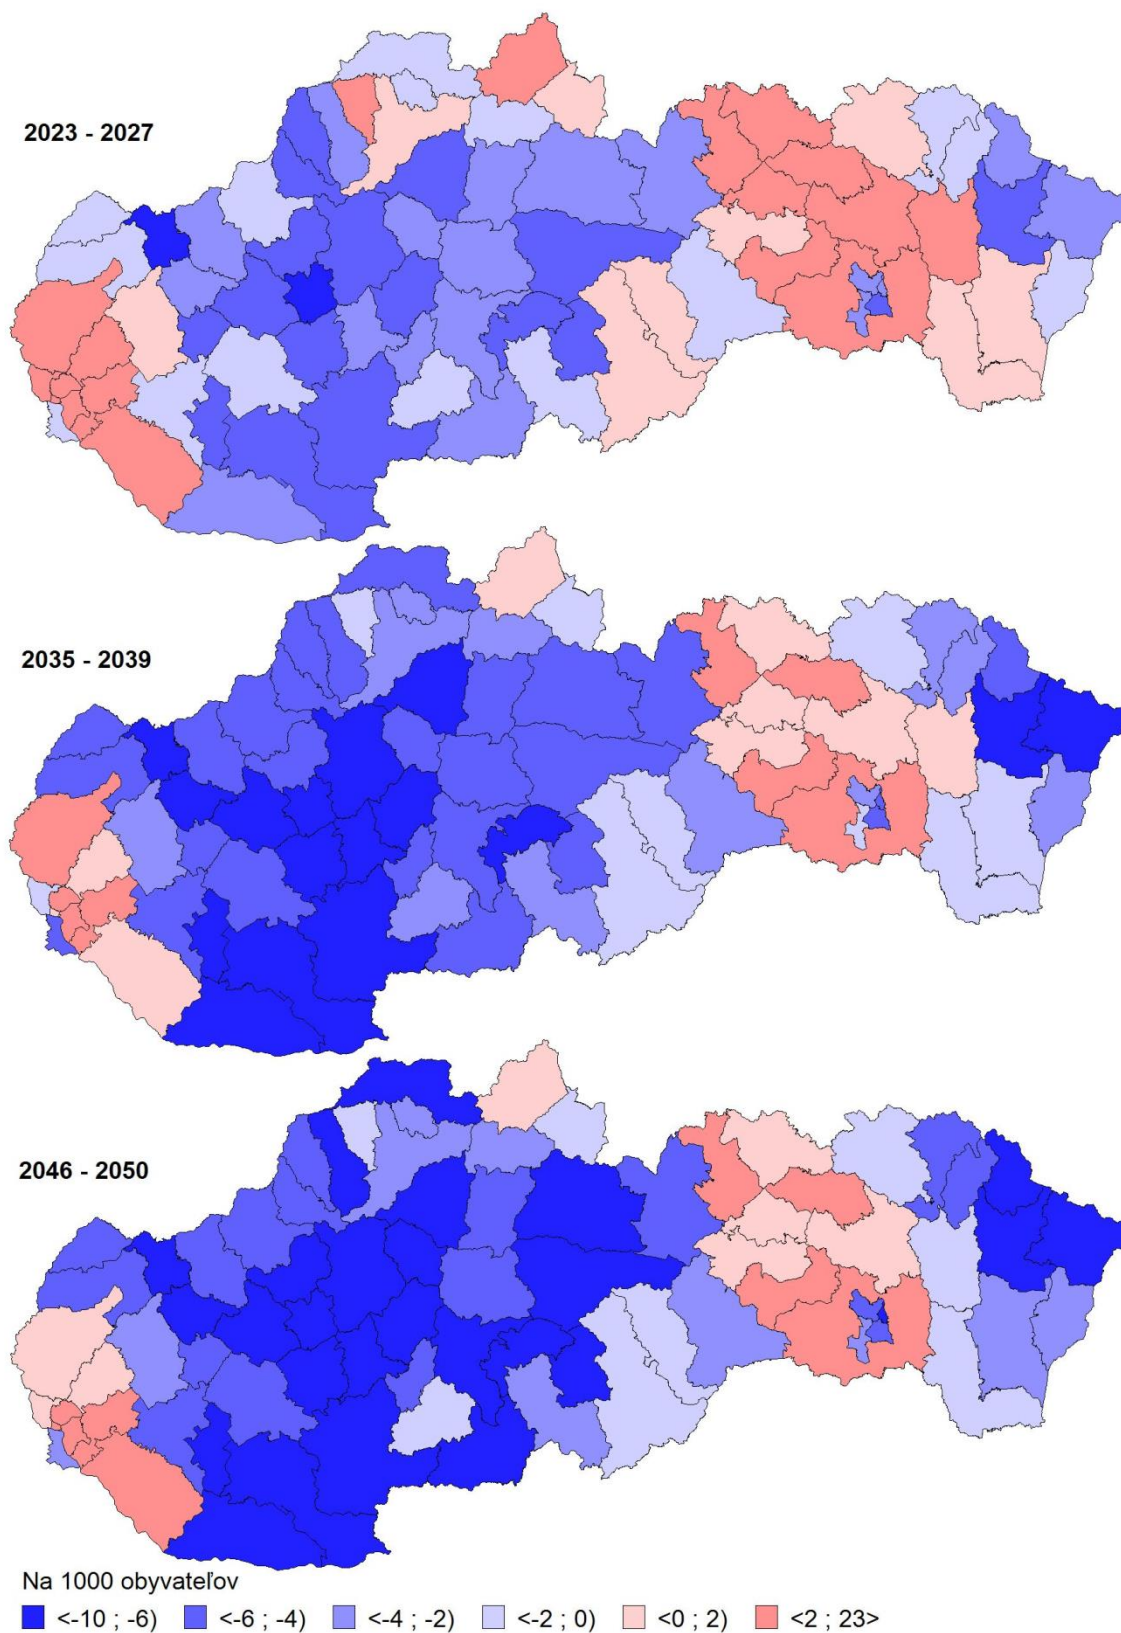 2023 - 2027
2035 - 2039
2046 - 2050
Na 1000 obyvateľov
<-10 ; -6) <-6 ; -4) <-4 ; -2) <-2 ; 0) <0 ; 2) <2 ; 23>